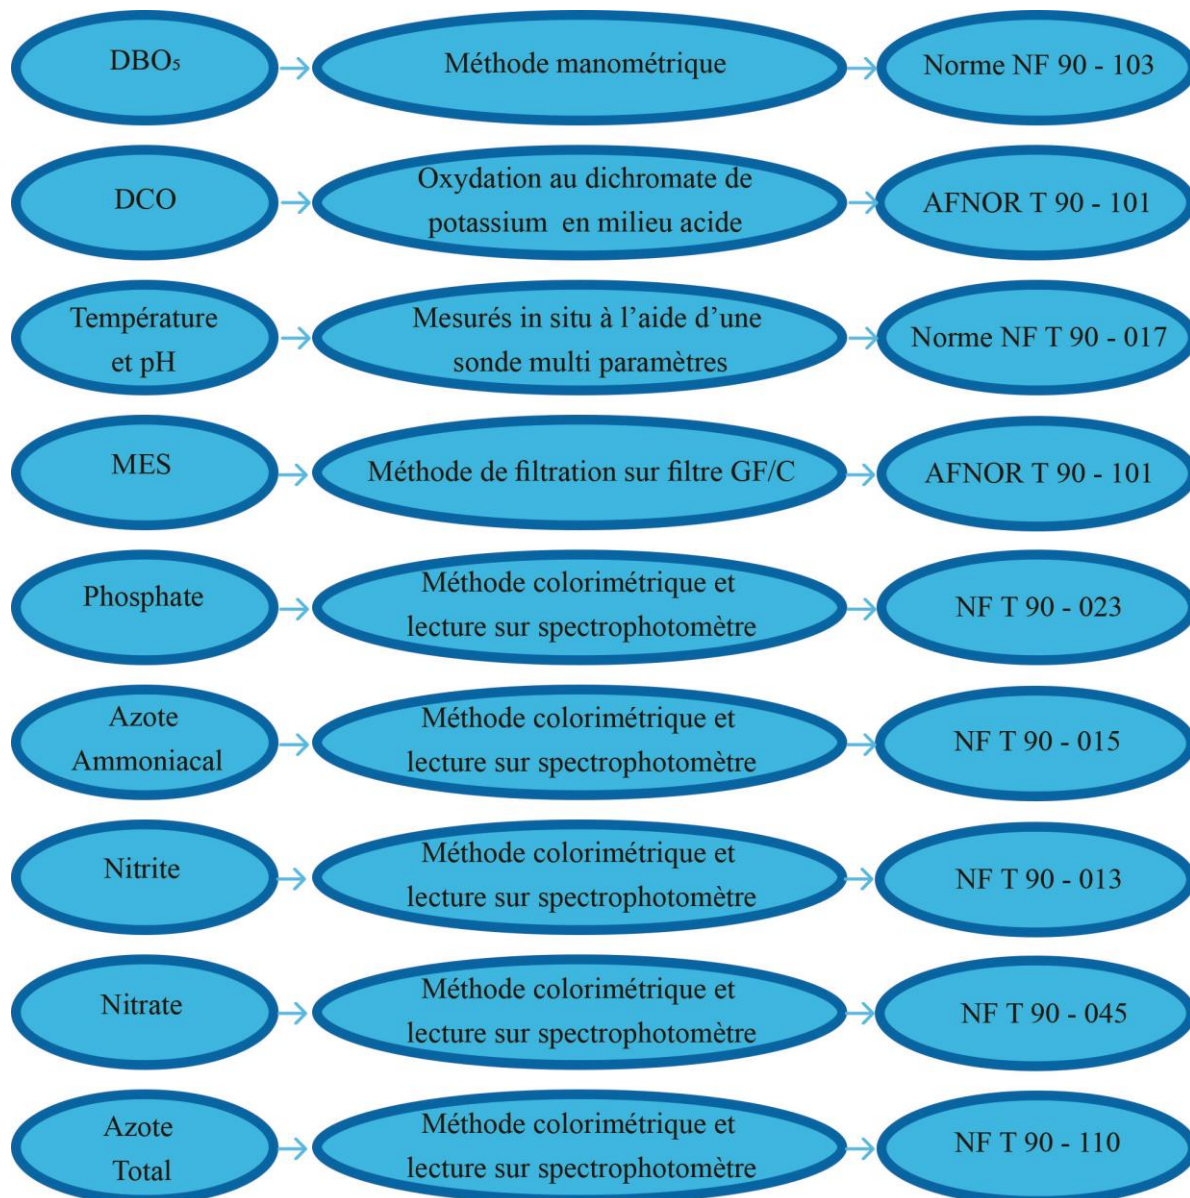 DBO₅
Méthode manométrique
Norme NF 90 - 103
DCO
Oxydation au dichromate de
potassium en milieu acide
AFNOR T 90 - 101
Température
et pH
Mesurés in situ à l’aide d’une
sonde multi paramètres
Norme NF T 90 - 017
MES
Méthode de filtration sur filtre GF/C
AFNOR T 90 - 101
Phosphate
Méthode colorimétrique et
lecture sur spectrophotomètre
NF T 90 - 023
Azote
Ammoniacal
Méthode colorimétrique et
lecture sur spectrophotomètre
NF T 90 - 015
Nitrite
Méthode colorimétrique et
lecture sur spectrophotomètre
NF T 90 - 013
Nitrate
Méthode colorimétrique et
lecture sur spectrophotomètre
NF T 90 - 045
Azote
Total
Méthode colorimétrique et
lecture sur spectrophotomètre
NF T 90 - 110